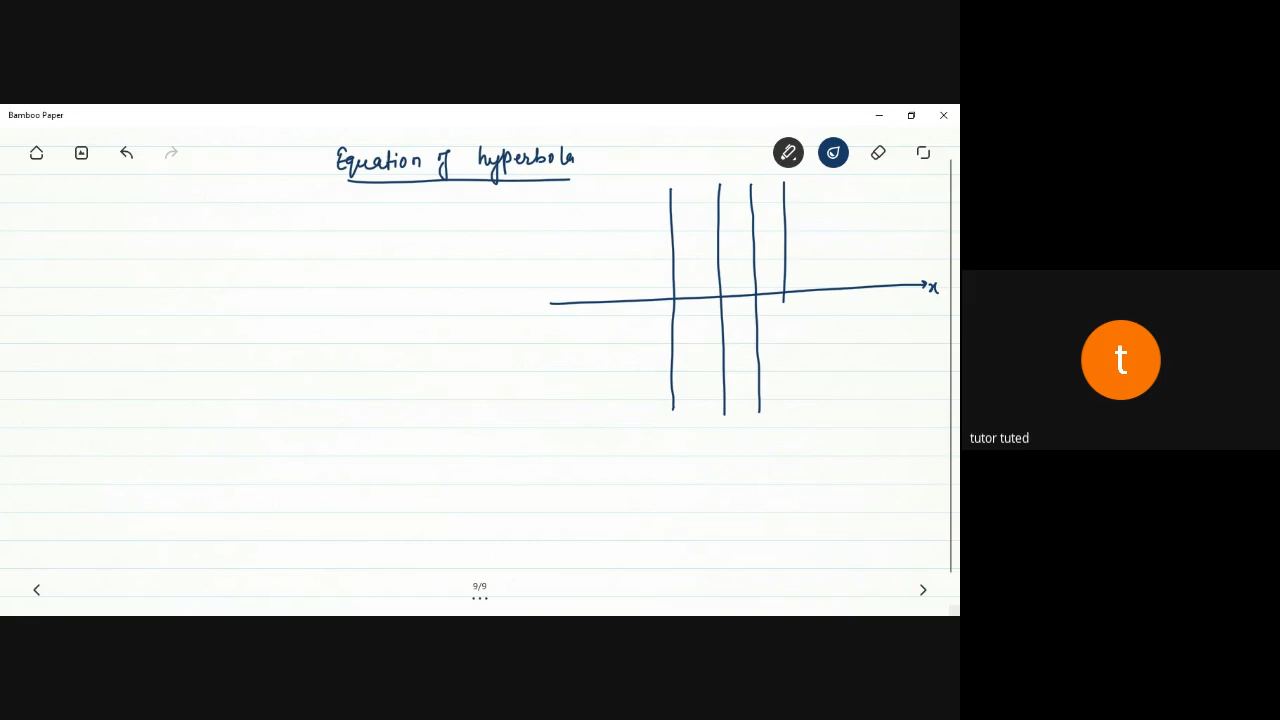 Bamboo Paper
Equation of hyperbola
x
t
tutor tuted
9/9